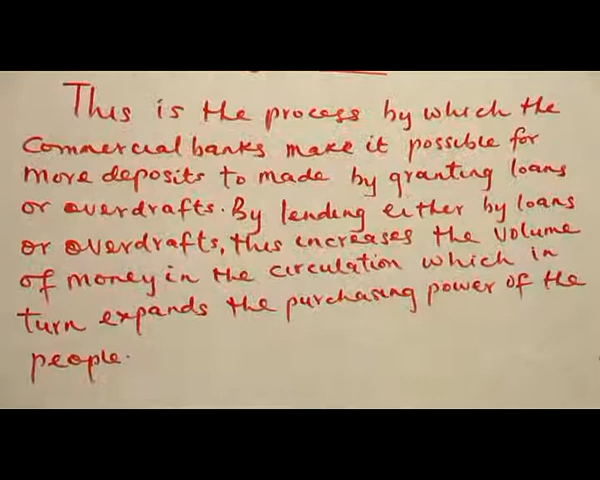 This is the process by which the
Commercial banks make it possible for
more deposits to made by granting loans
or overdrafts. By lending either by loans
or overdrafts, this increases the volume
of money in the circulation which in
turn expands the purchasing power of the
people.